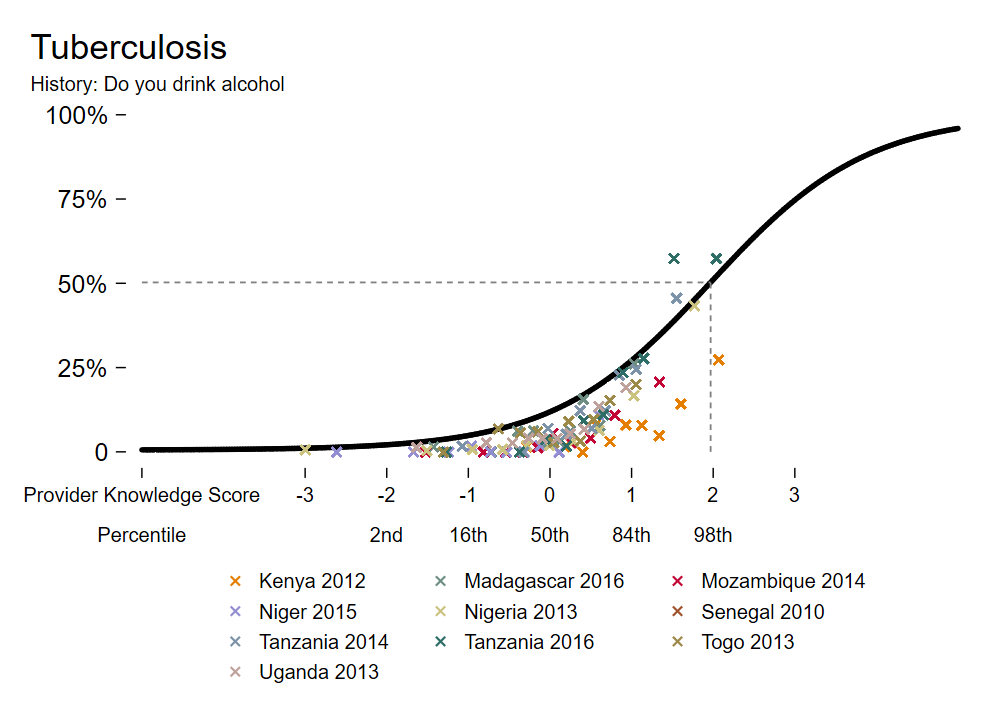 Tuberculosis
History: Do you drink alcohol
100%
75%
50%
25%
0
Provider Knowledge Score -3 -2 -1 0 1 2 3
Percentile 2nd 16th 50th 84th 98th
Kenya 2012 Madagascar 2016 Mozambique 2014
Niger 2015 Nigeria 2013 Senegal 2010
Tanzania 2014 Tanzania 2016 Togo 2013
Uganda 2013